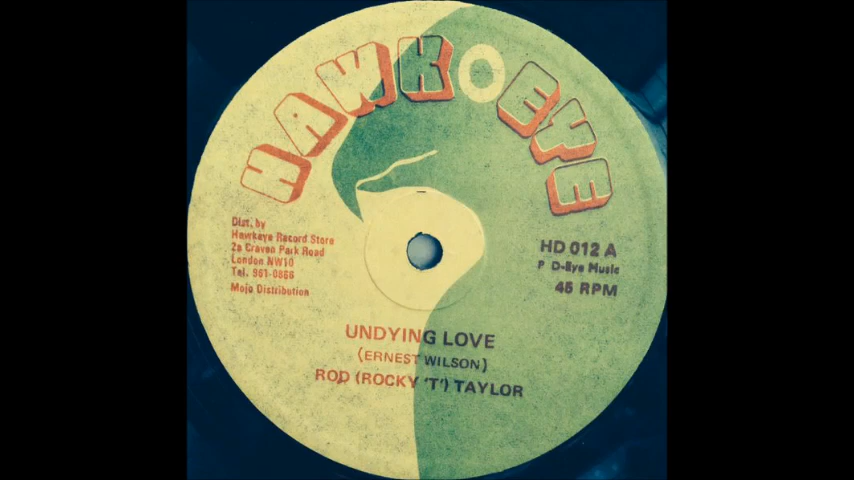 HAWKEYE
Dist. by
Hawkeye Record Store
2a Craven Park Road
London NW10
Tel. 961-0866
Mojo Distribution
HD 012 A
P D-Eye Music
45 RPM
UNDYING LOVE
(ERNEST WILSON)
ROD (ROCKY 'T') TAYLOR